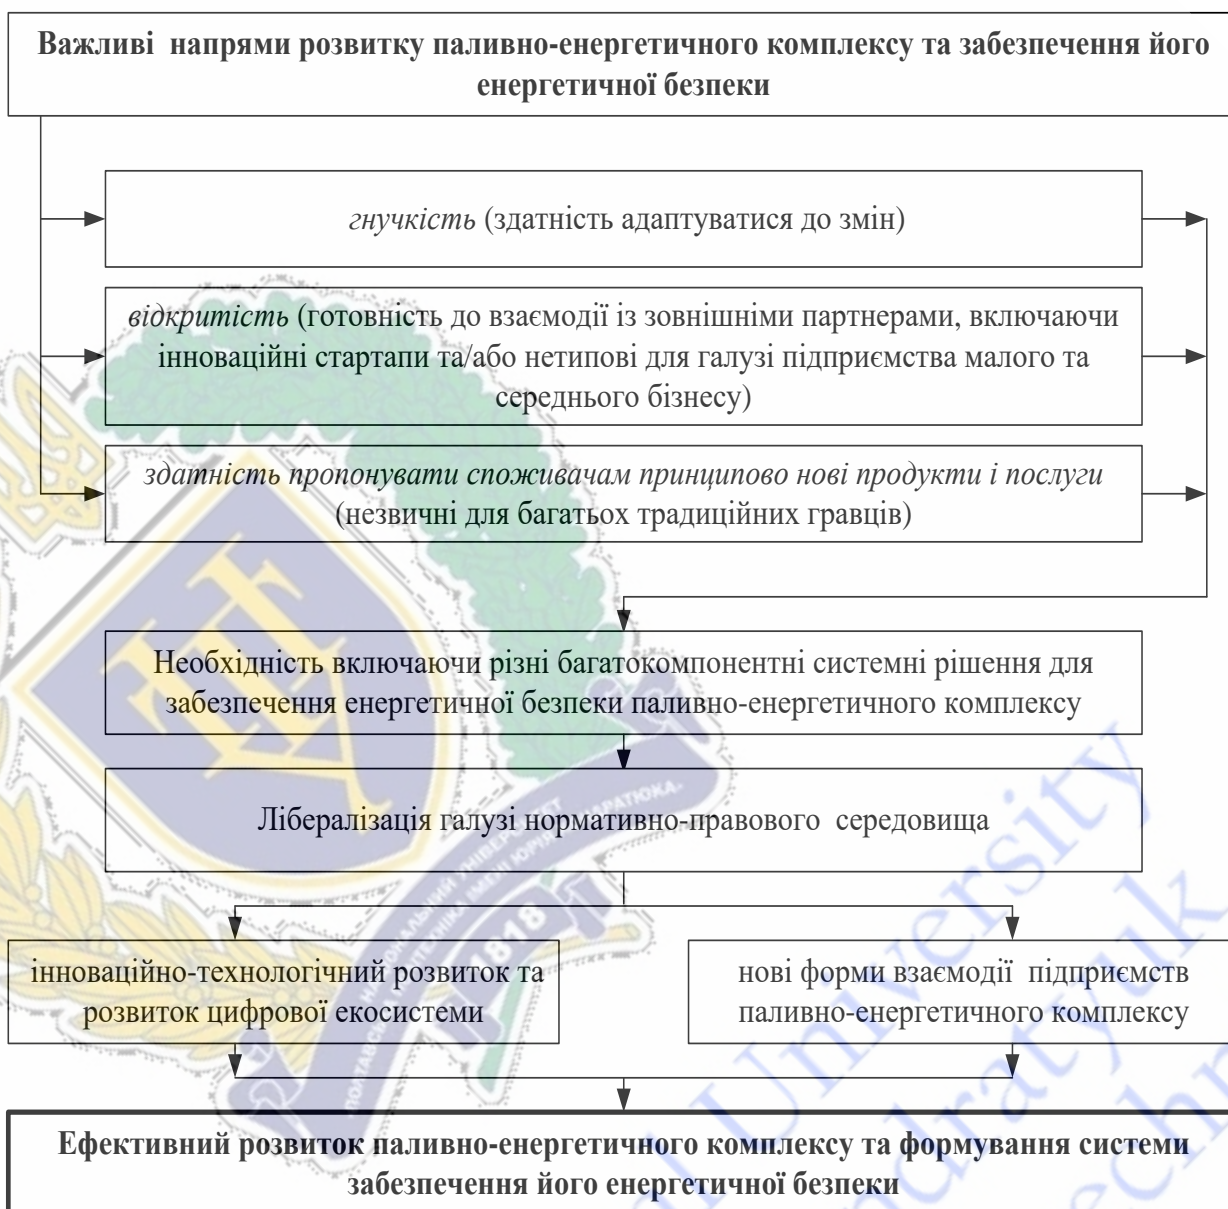 Важливі напрями розвитку паливно-енергетичного комплексу та забезпечення його
енергетичної безпеки
гнучкість (здатність адаптуватися до змін)
відкритість (готовність до взаємодії із зовнішніми партнерами, включаючи
інноваційні стартапи та/або нетипові для галузі підприємства малого та
середнього бізнесу)
здатність пропонувати споживачам принципово нові продукти і послуги
(незвичні для багатьох традиційних гравців)
Необхідність включаючи різні багатокомпонентні системні рішення для
забезпечення енергетичної безпеки паливно-енергетичного комплексу
Лібералізація галузі нормативно-правового середовища
інноваційно-технологічний розвиток та
розвиток цифрової екосистеми
нові форми взаємодії підприємств
паливно-енергетичного комплексу
Ефективний розвиток паливно-енергетичного комплексу та формування системи
забезпечення його енергетичної безпеки
1818
University